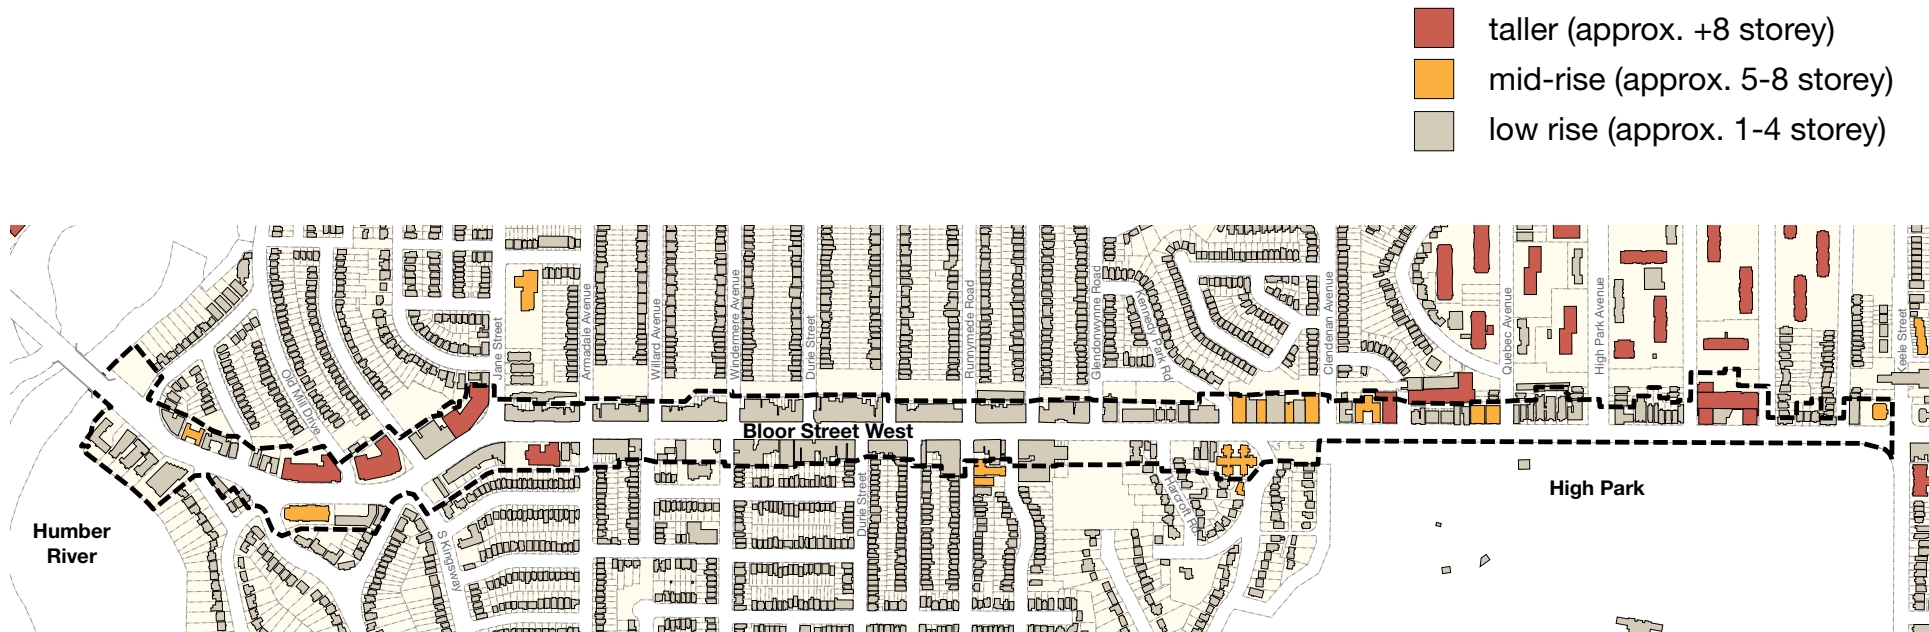 taller (approx. +8 storey)
mid-rise (approx. 5-8 storey)
low rise (approx. 1-4 storey)
Old Mill Drive
Jane Street
Armadale Avenue
Willard Avenue
Windermere Avenue
Durie Street
Runnymede Road
Glendonwynne Road
Kennedy Park Rd
Clendenan Avenue
Quebec Avenue
High Park Avenue
Keele Street
Bloor Street West
High Park
Humber
River
S Kingsway
Durie Street
Harcroft Rd